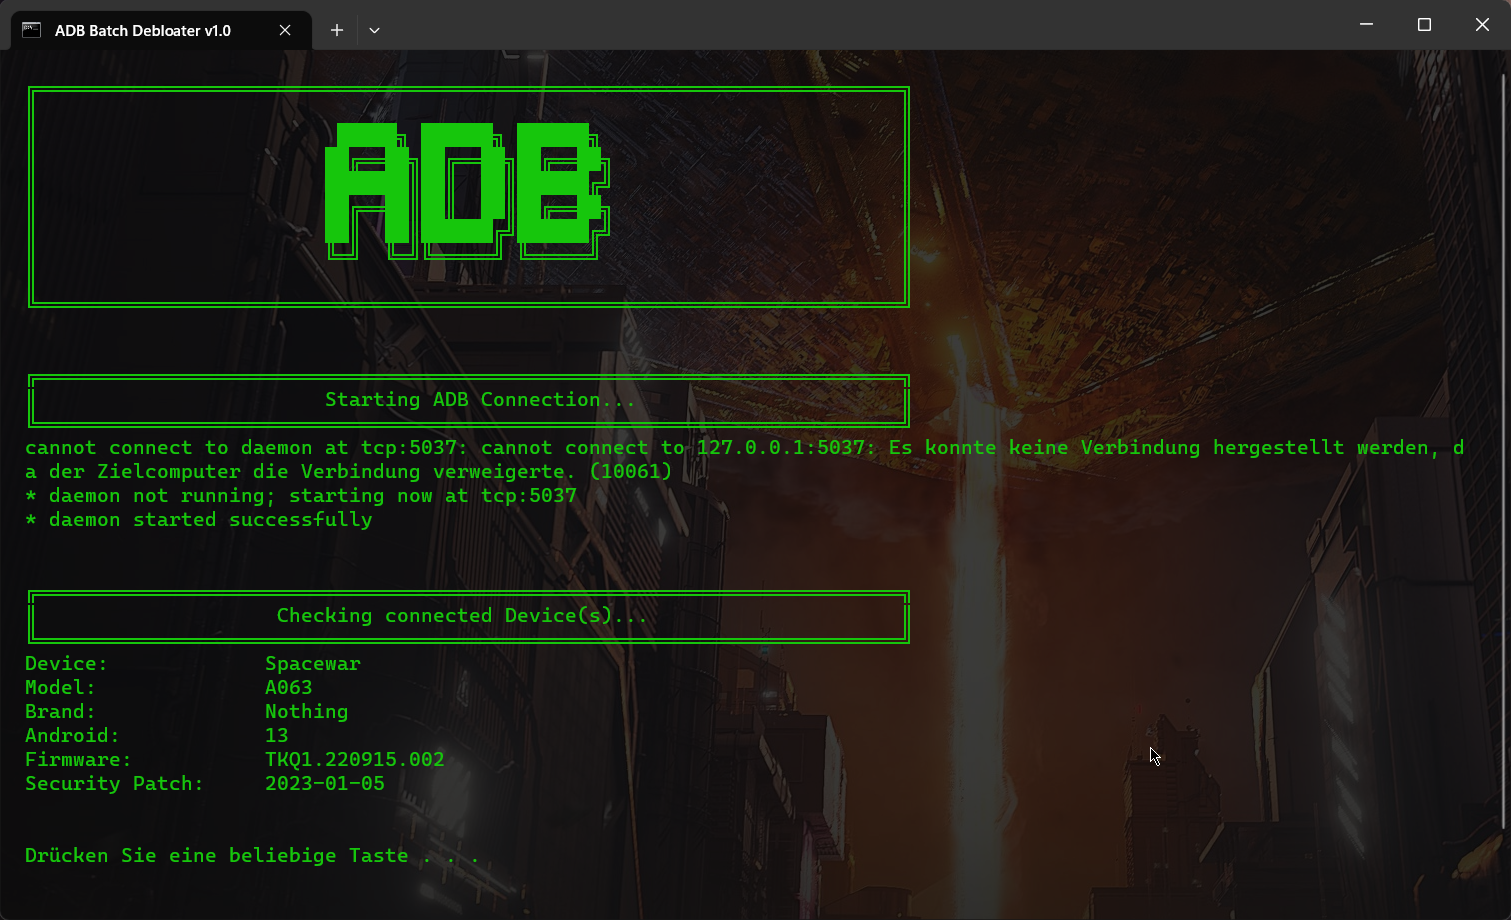 ADB Batch Debloater v1.0
ADB
Starting ADB Connection...
cannot connect to daemon at tcp:5037: cannot connect to 127.0.0.1:5037: Es konnte keine Verbindung hergestellt werden, d
a der Zielcomputer die Verbindung verweigerte. (10061)
* daemon not running; starting now at tcp:5037
* daemon started successfully
Checking connected Device(s)...
Device: Spacewar
Model: A063
Brand: Nothing
Android: 13
Firmware: TKQ1.220915.002
Security Patch: 2023-01-05
Drücken Sie eine beliebige Taste . . .